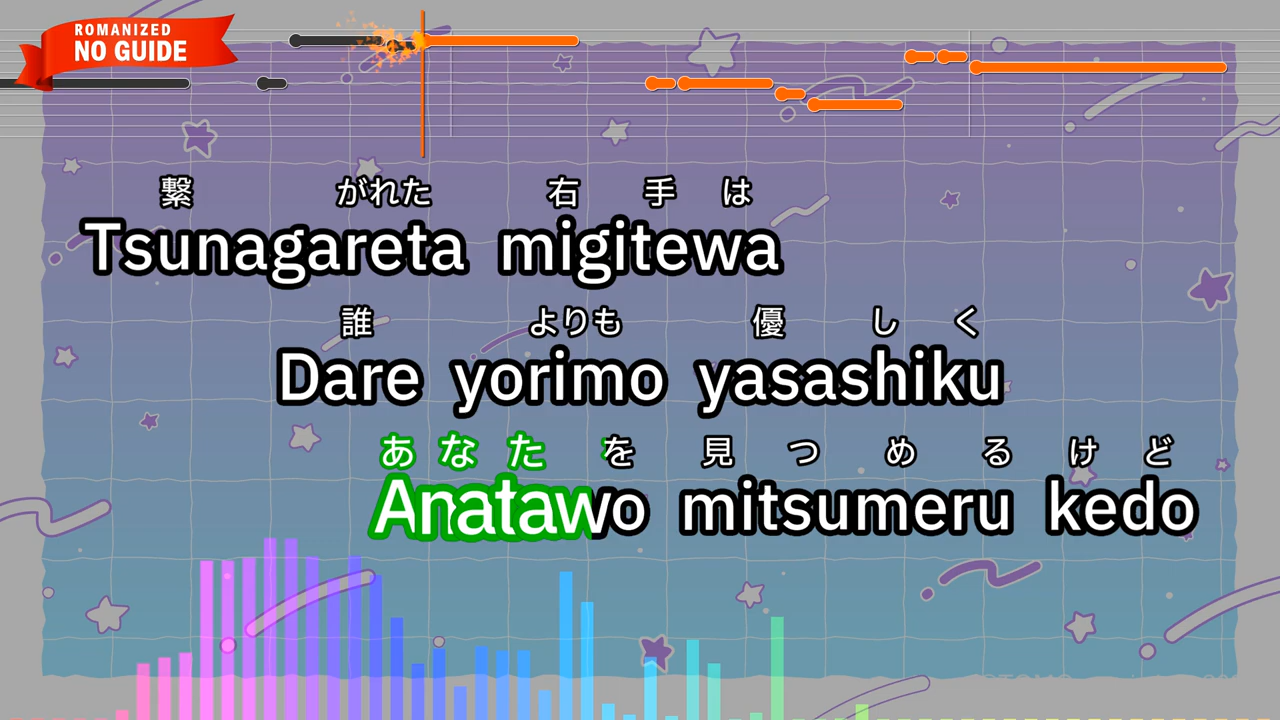 ROMANIZED
NO GUIDE
繋がれた右手は
Tsunagareta migitewa
誰よりも優しく
Dare yorimo yasashiku
あなたを見つめるけど
Anatawo mitsumeru kedo